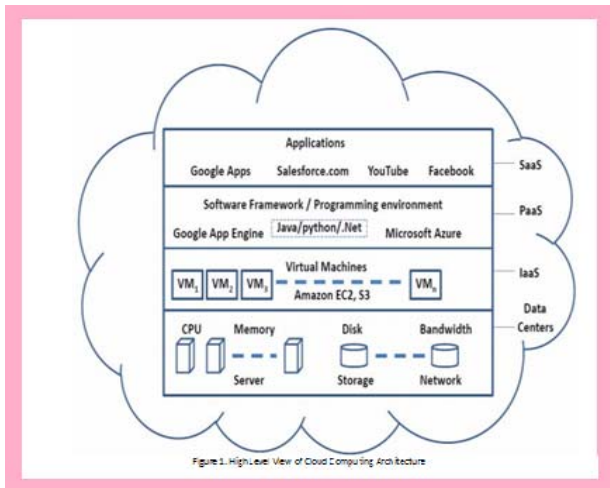 Applications
Google Apps Salesforce.com YouTube Facebook
SaaS
Software Framework / Programming environment
Google App Engine Java/python/.Net Microsoft Azure
PaaS
Virtual Machines
VM1 VM2 VM3 VMn
Amazon EC2, S3
IaaS
CPU Memory Disk Bandwidth
Server Storage Network
Data
Centers
Figure 1. High Level View of Cloud Computing Architecture